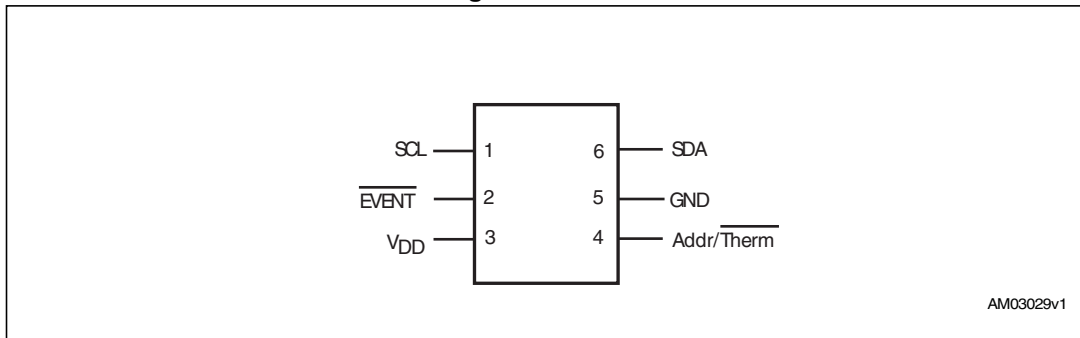 SCL 1 6 SDA
EVENT 2 5 GND
VDD 3 4 Addr/Therm
AM03029v1